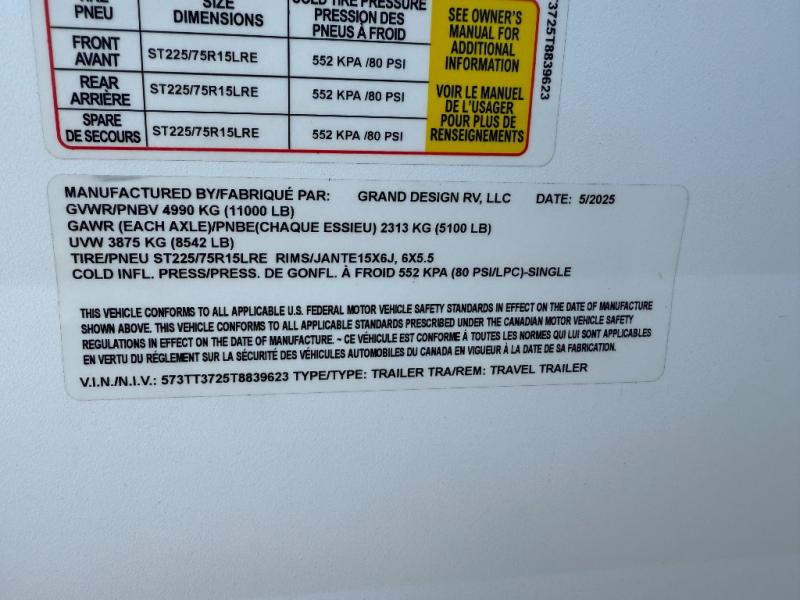 PNEU
SIZE
DIMENSIONS
COLD TIRE PRESSURE
PRESSION DES
PNEUS À FROID
SEE OWNER'S
MANUAL FOR
ADDITIONAL
INFORMATION
FRONT
AVANT
ST225/75R15LRE
552 KPA /80 PSI
REAR
ARRIÈRE
ST225/75R15LRE
552 KPA /80 PSI
VOIR LE MANUEL
DE L'USAGER
POUR PLUS DE
RENSEIGNEMENTS
SPARE
DE SECOURS
ST225/75R15LRE
552 KPA /80 PSI
3725T8839623
MANUFACTURED BY/FABRIQUÉ PAR: GRAND DESIGN RV, LLC DATE: 5/2025
GVWR/PNBV 4990 KG (11000 LB)
GAWR (EACH AXLE)/PNBE(CHAQUE ESSIEU) 2313 KG (5100 LB)
UVW 3875 KG (8542 LB)
TIRE/PNEU ST225/75R15LRE RIMS/JANTE15X6J, 6X5.5
COLD INFL. PRESS/PRESS. DE GONFL. À FROID 552 KPA (80 PSI/LPC)-SINGLE
THIS VEHICLE CONFORMS TO ALL APPLICABLE U.S. FEDERAL MOTOR VEHICLE SAFETY STANDARDS IN EFFECT ON THE DATE OF MANUFACTURE
SHOWN ABOVE. THIS VEHICLE CONFORMS TO ALL APPLICABLE STANDARDS PRESCRIBED UNDER THE CANADIAN MOTOR VEHICLE SAFETY
REGULATIONS IN EFFECT ON THE DATE OF MANUFACTURE. ~ CE VÉHICULE EST CONFORME À TOUTES LES NORMES QUI LUI SONT APPLICABLES
EN VERTU DU RÉGLEMENT SUR LA SÉCURITÉ DES VÉHICULES AUTOMOBILES DU CANADA EN VIGUEUR À LA DATE DE SA FABRICATION.
V.I.N./N.I.V.: 573TT3725T8839623 TYPE/TYPE: TRAILER TRA/REM: TRAVEL TRAILER